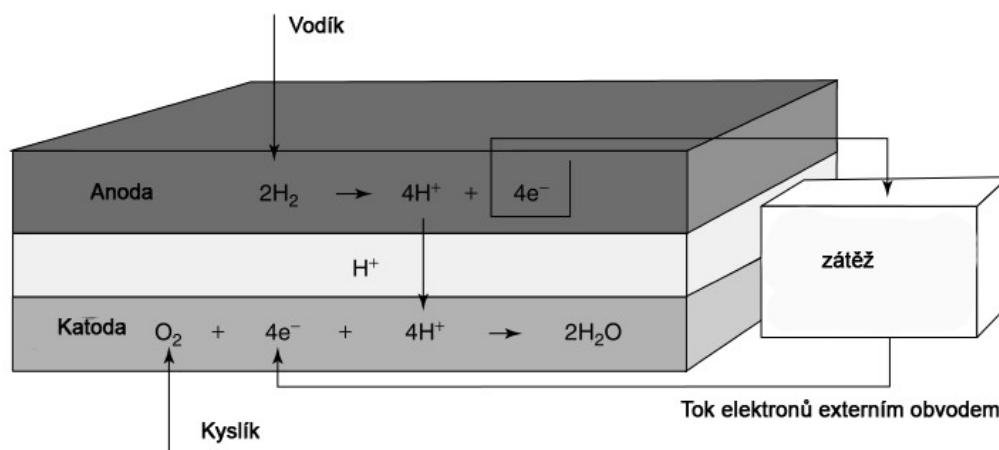 Vodík
Anoda 2H₂ → 4H⁺ + 4e⁻
H⁺
zátěž
Katoda O₂ + 4e⁻ + 4H⁺ → 2H₂O
Tok elektronů externím obvodem
Kyslík